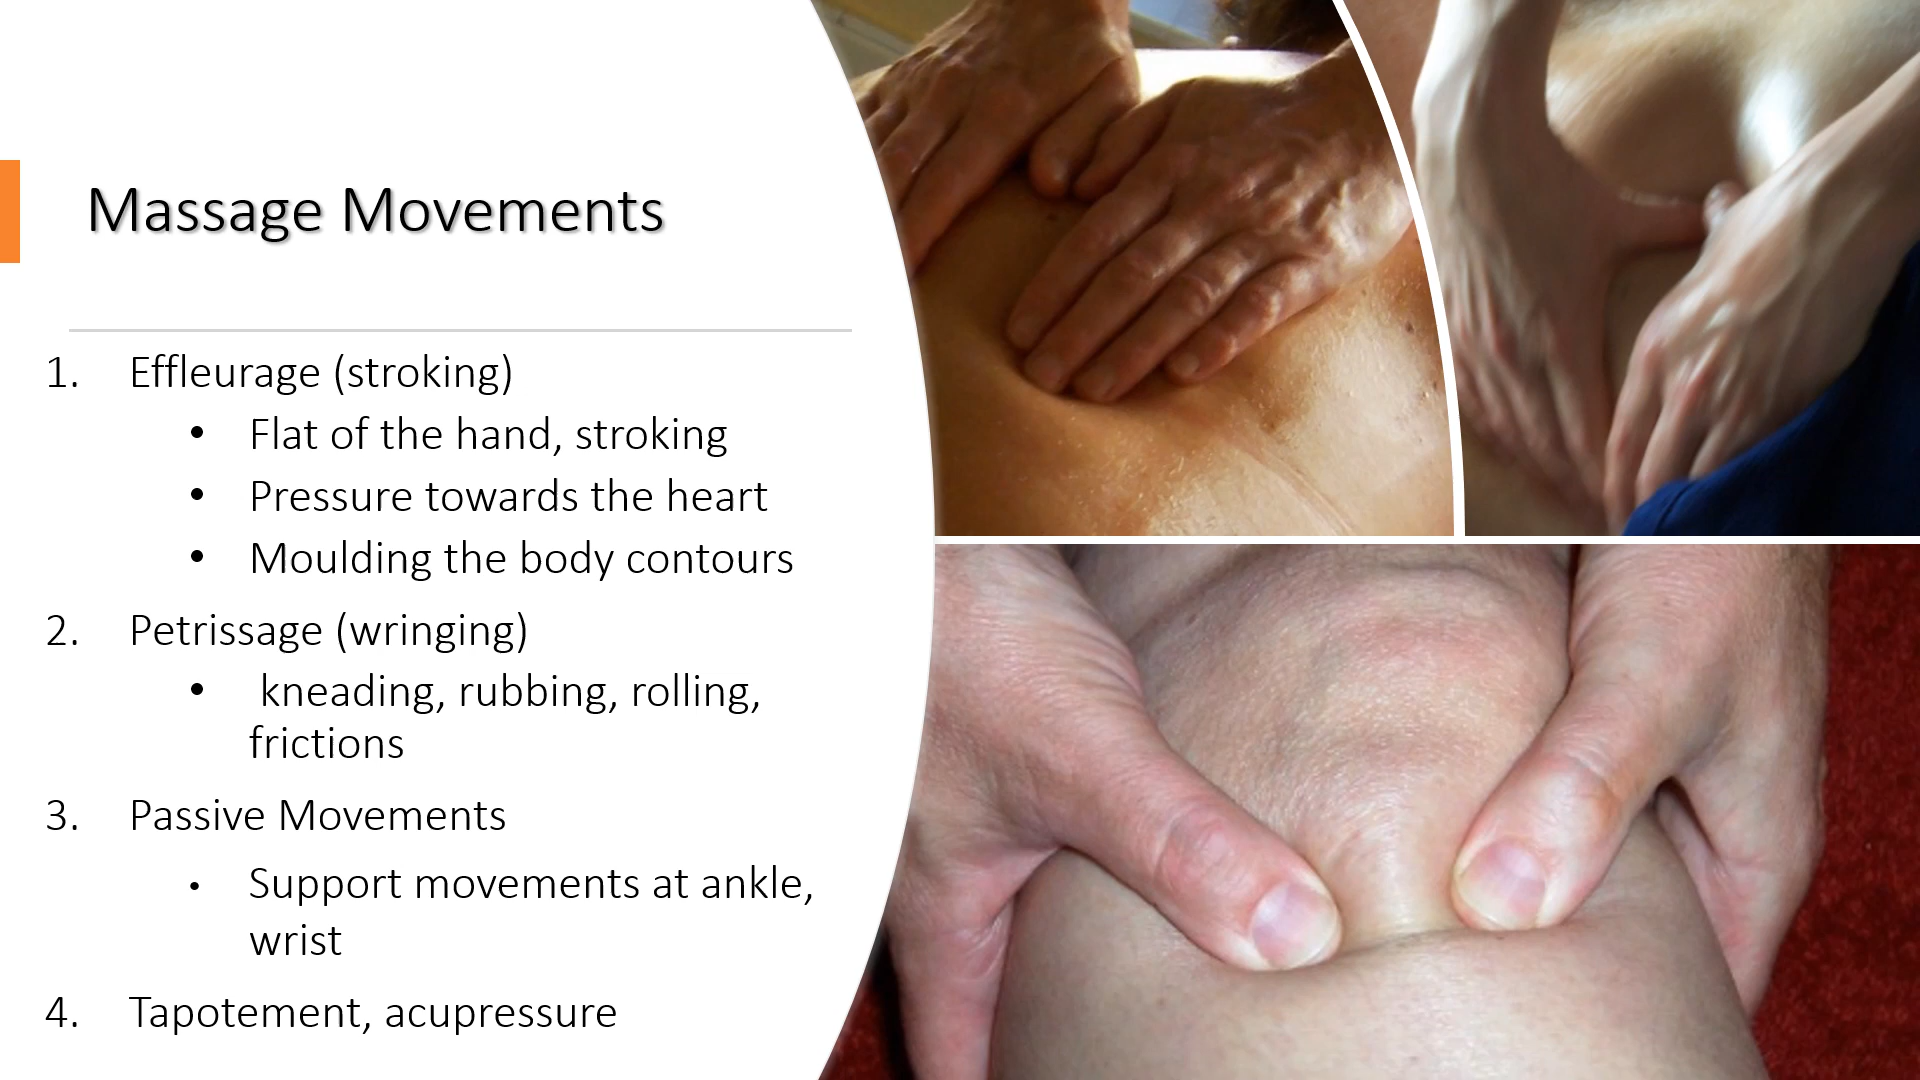 Massage Movements
1. Effleurage (stroking)
• Flat of the hand, stroking
• Pressure towards the heart
• Moulding the body contours
2. Petrissage (wringing)
• kneading, rubbing, rolling,
frictions
3. Passive Movements
• Support movements at ankle,
wrist
4. Tapotement, acupressure